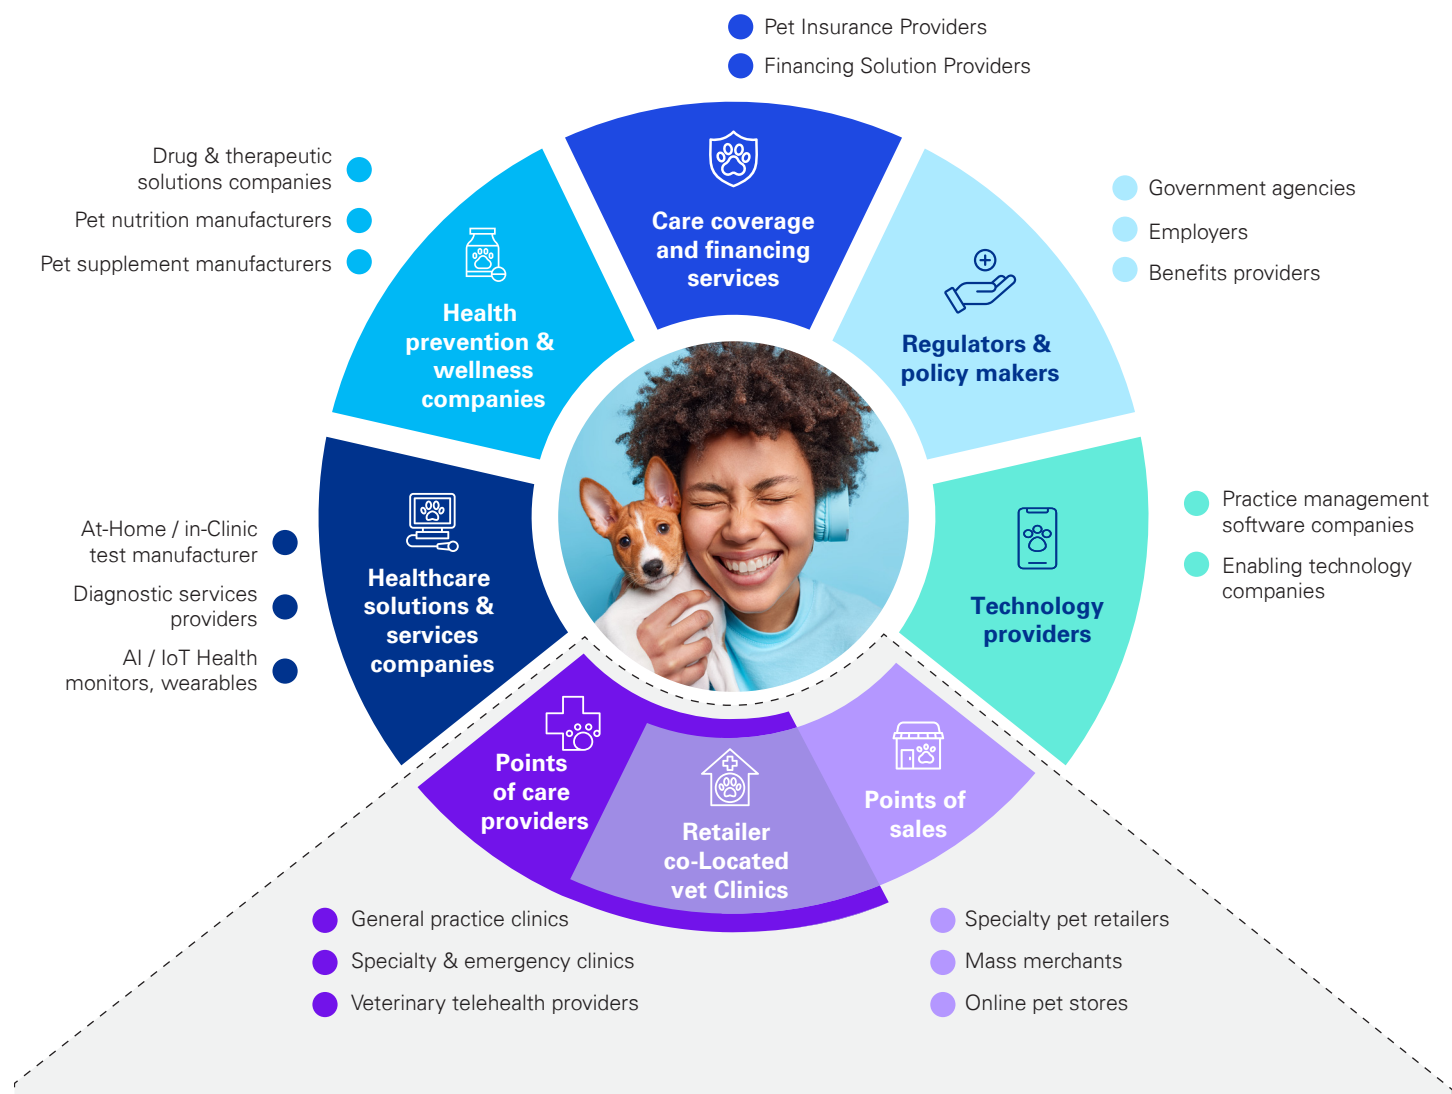 Pet Insurance Providers
Financing Solution Providers
Care coverage
and financing
services
Drug & therapeutic
solutions companies
Pet nutrition manufacturers
Pet supplement manufacturers
Health
prevention &
wellness
companies
Government agencies
Employers
Benefits providers
Regulators &
policy makers
At-Home / in-Clinic
test manufacturer
Diagnostic services
providers
AI / IoT Health
monitors, wearables
Healthcare
solutions &
services
companies
Practice management
software companies
Enabling technology
companies
Technology
providers
Points
of care
providers
Retailer
co-Located
vet Clinics
Points of
sales
General practice clinics
Specialty & emergency clinics
Veterinary telehealth providers
Specialty pet retailers
Mass merchants
Online pet stores